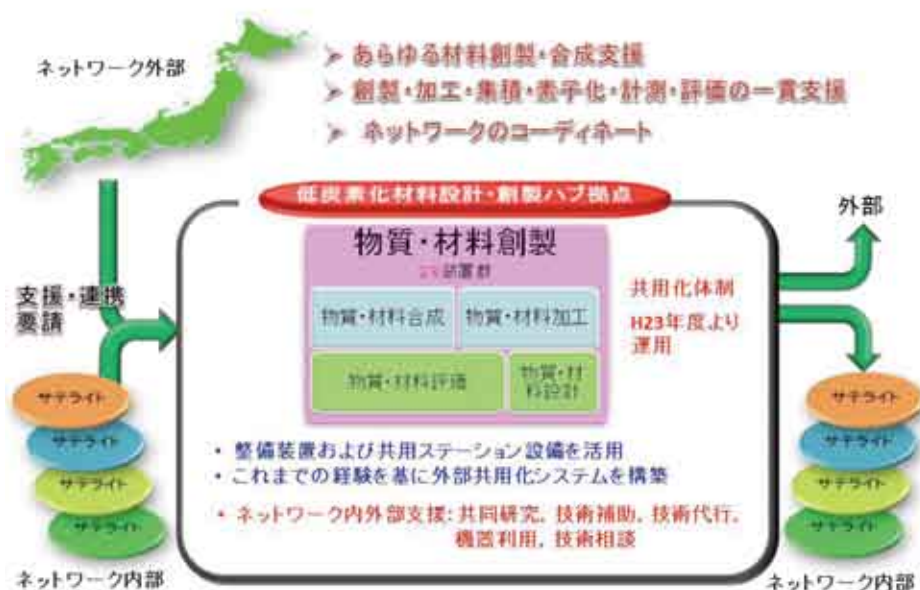 ネットワーク外部
➢ あらゆる材料創製・合成支援
➢ 創製・加工・集積・素子化・計測・評価の一貫支援
➢ ネットワークのコーディネート
低炭素化材料設計・創製ハブ拠点
外部
物質・材料創製
装置群
支援・連携
要請
共用化体制
H23年度より
運用
物質・材料合成
物質・材料加工
物質・材料評価
物質・材
料設計
サテライト
サテライト
サテライト
サテライト
サテライト
サテライト
サテライト
サテライト
• 整備装置および共用ステーション設備を活用
• これまでの経験を基に外部共用化システムを構築
• ネットワーク内外部支援：共同研究, 技術補助, 技術代行,
機器利用, 技術相談
ネットワーク内部
ネットワーク内部